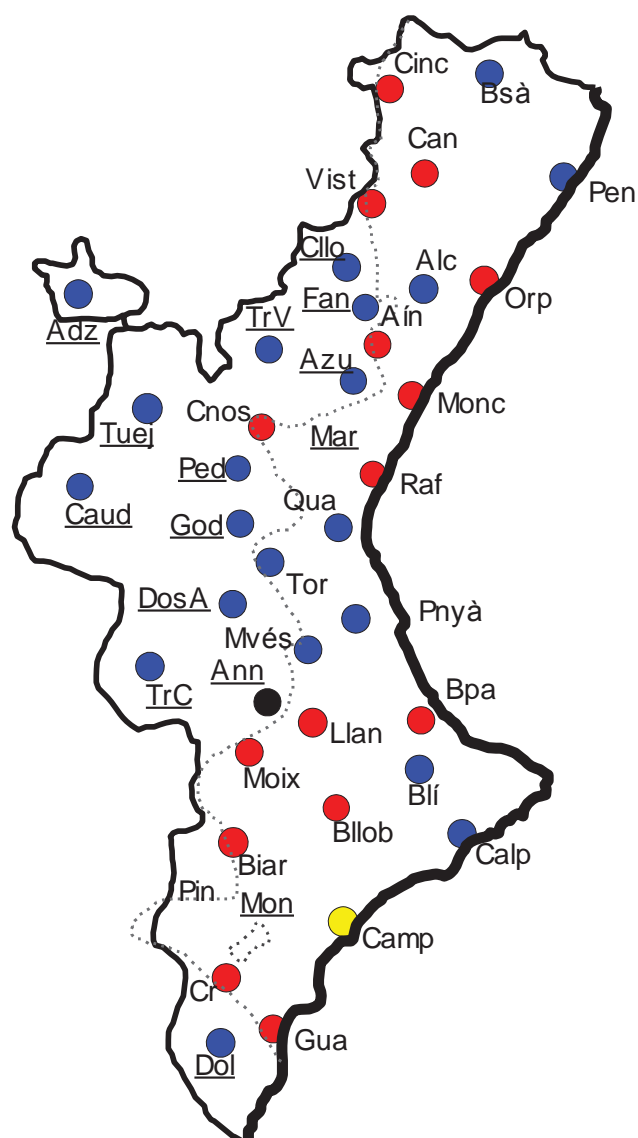 Cinc
Bsà
Can
Vist
Pen
Cllo
Alc
Fan
Orp
Adz
TrV
Aín
Azu
Monc
Cnos
Tuej
Mar
Ped
Raf
Caud
Qua
God
Tor
DosA
Pnyà
Mvés
Ann
TrC
Bpa
Llan
Moix
Blí
Bllob
Calp
Biar
Pin
Mon
Camp
Cr
Gua
Dol